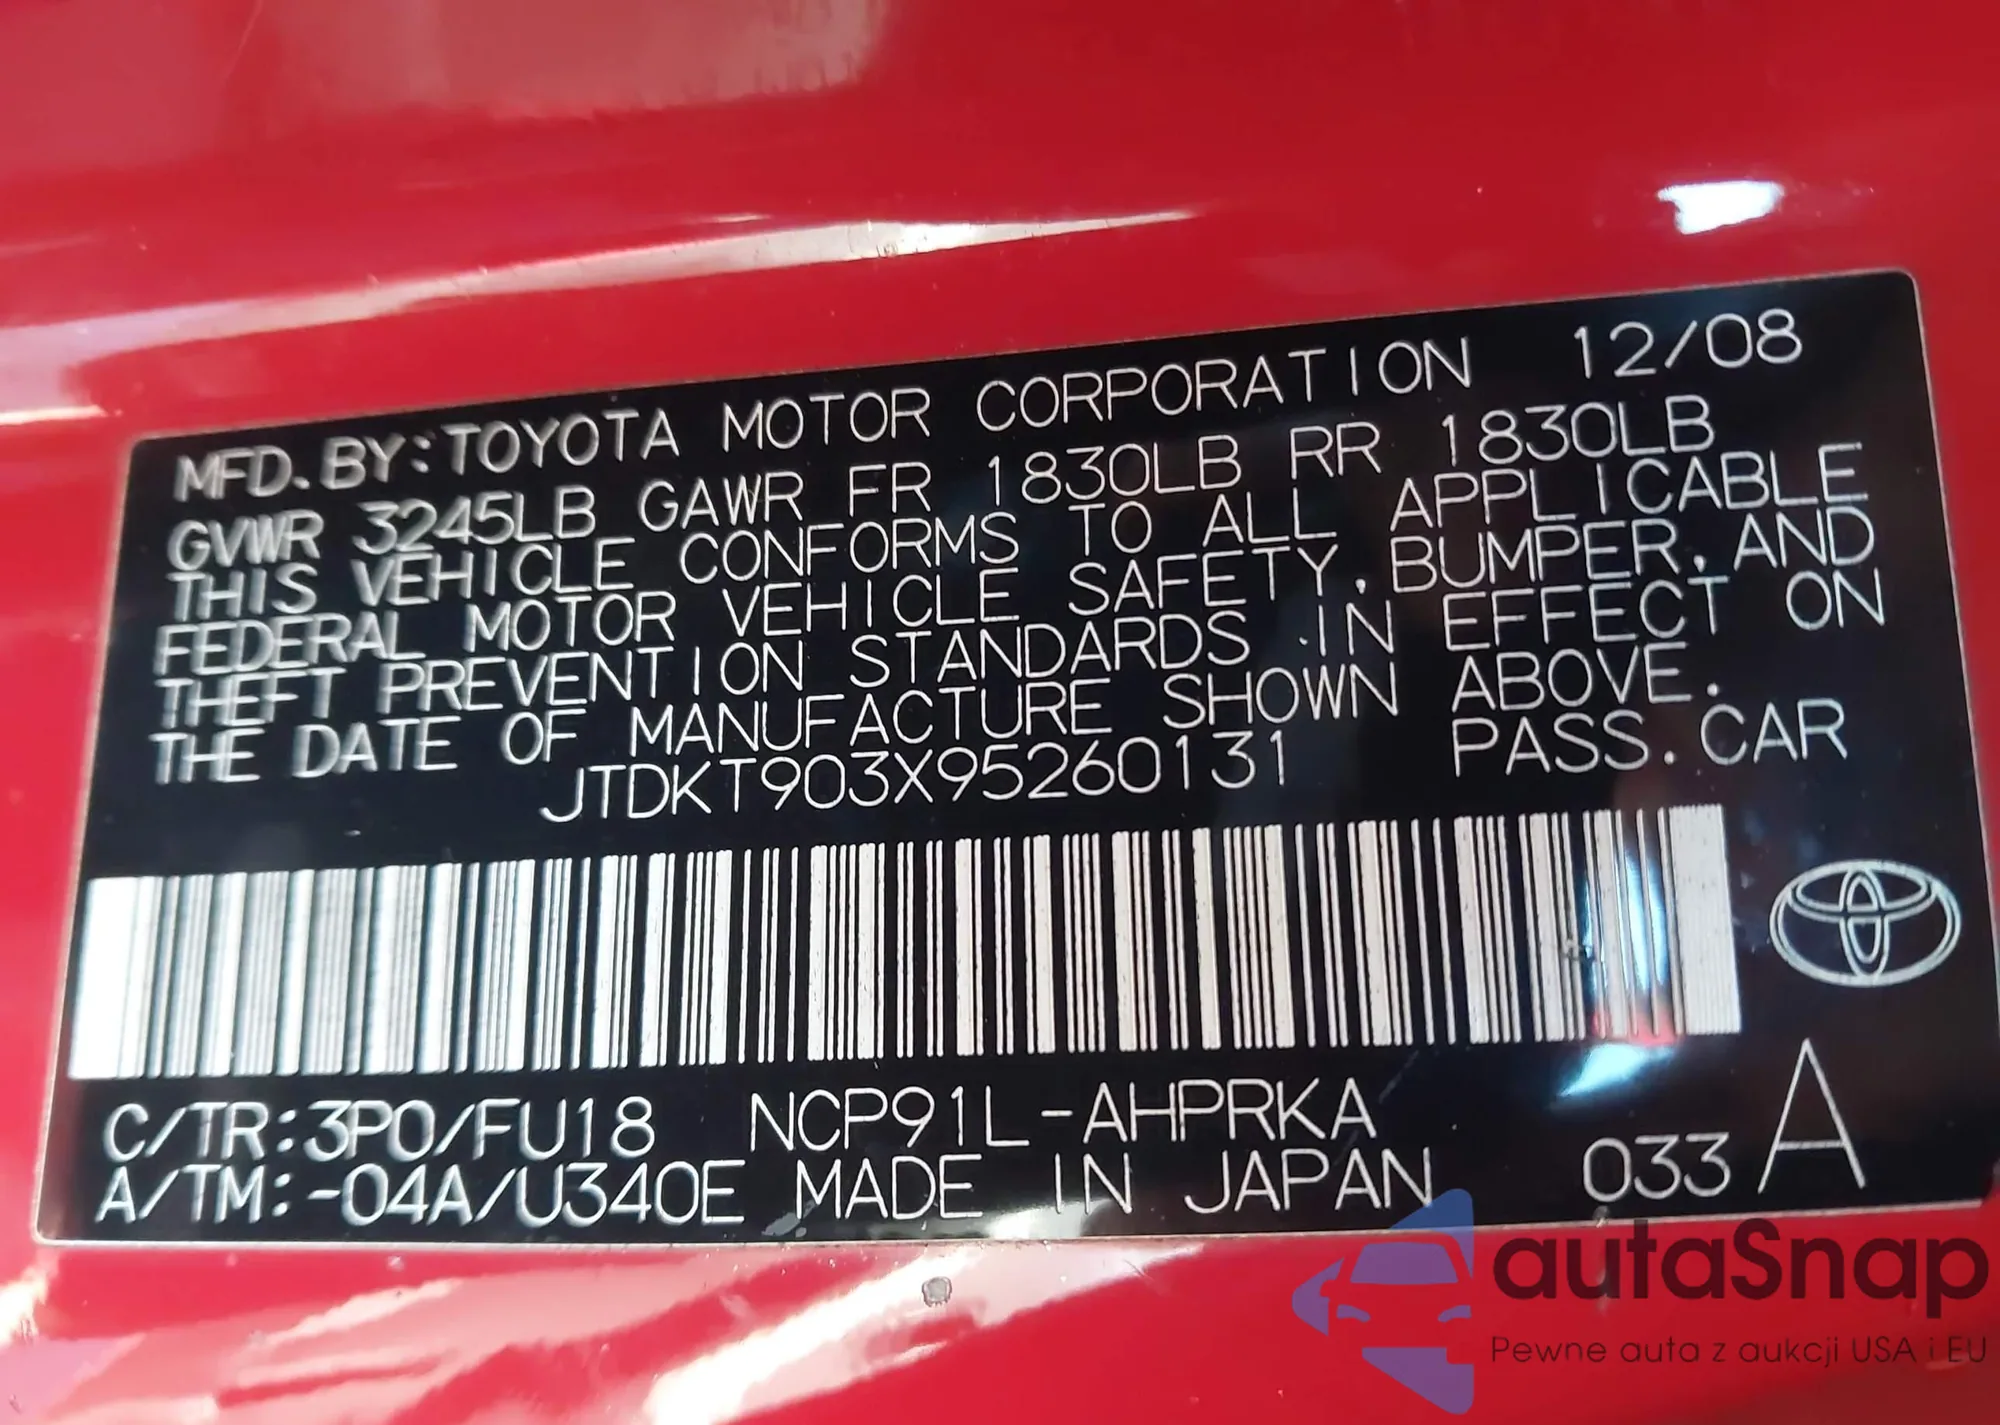 MFD. BY: TOYOTA MOTOR CORPORATION 12/08
GVWR 3245LB GAWR FR 1830LB RR 1830LB
THIS VEHICLE CONFORMS TO ALL APPLICABLE
FEDERAL MOTOR VEHICLE SAFETY, BUMPER, AND
THEFT PREVENTION STANDARDS IN EFFECT ON
THE DATE OF MANUFACTURE SHOWN ABOVE.
JTDKT903X95260131 PASS. CAR
C/TR: 3P0/FU18 NCP91L-AHPRKA
A/TM: -04A/U340E MADE IN JAPAN 033 A
autaSnap
Pewne auta z aukcji USA i EU